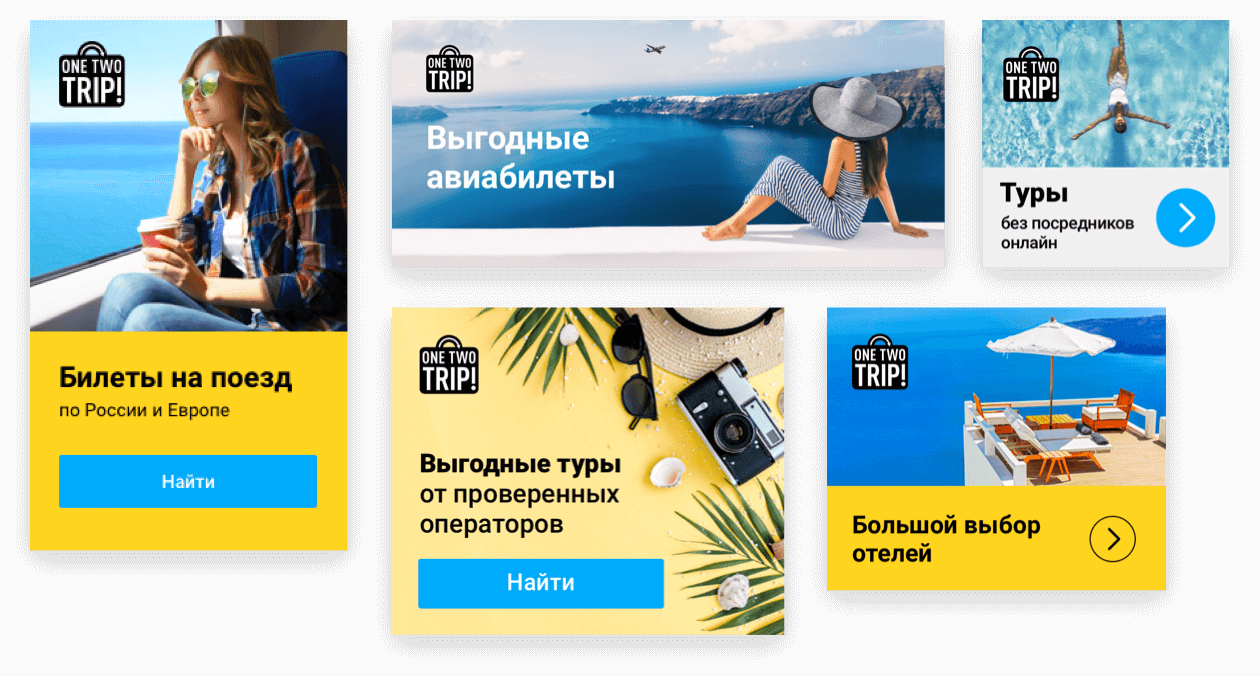 ONE TWO
TRIP!
Билеты на поезд
по России и Европе
Найти
ONE TWO
TRIP!
Выгодные
авиабилеты
ONE TWO
TRIP!
Туры
без посредников
онлайн
ONE TWO
TRIP!
Выгодные туры
от проверенных
операторов
Найти
ONE TWO
TRIP!
Большой выбор
отелей